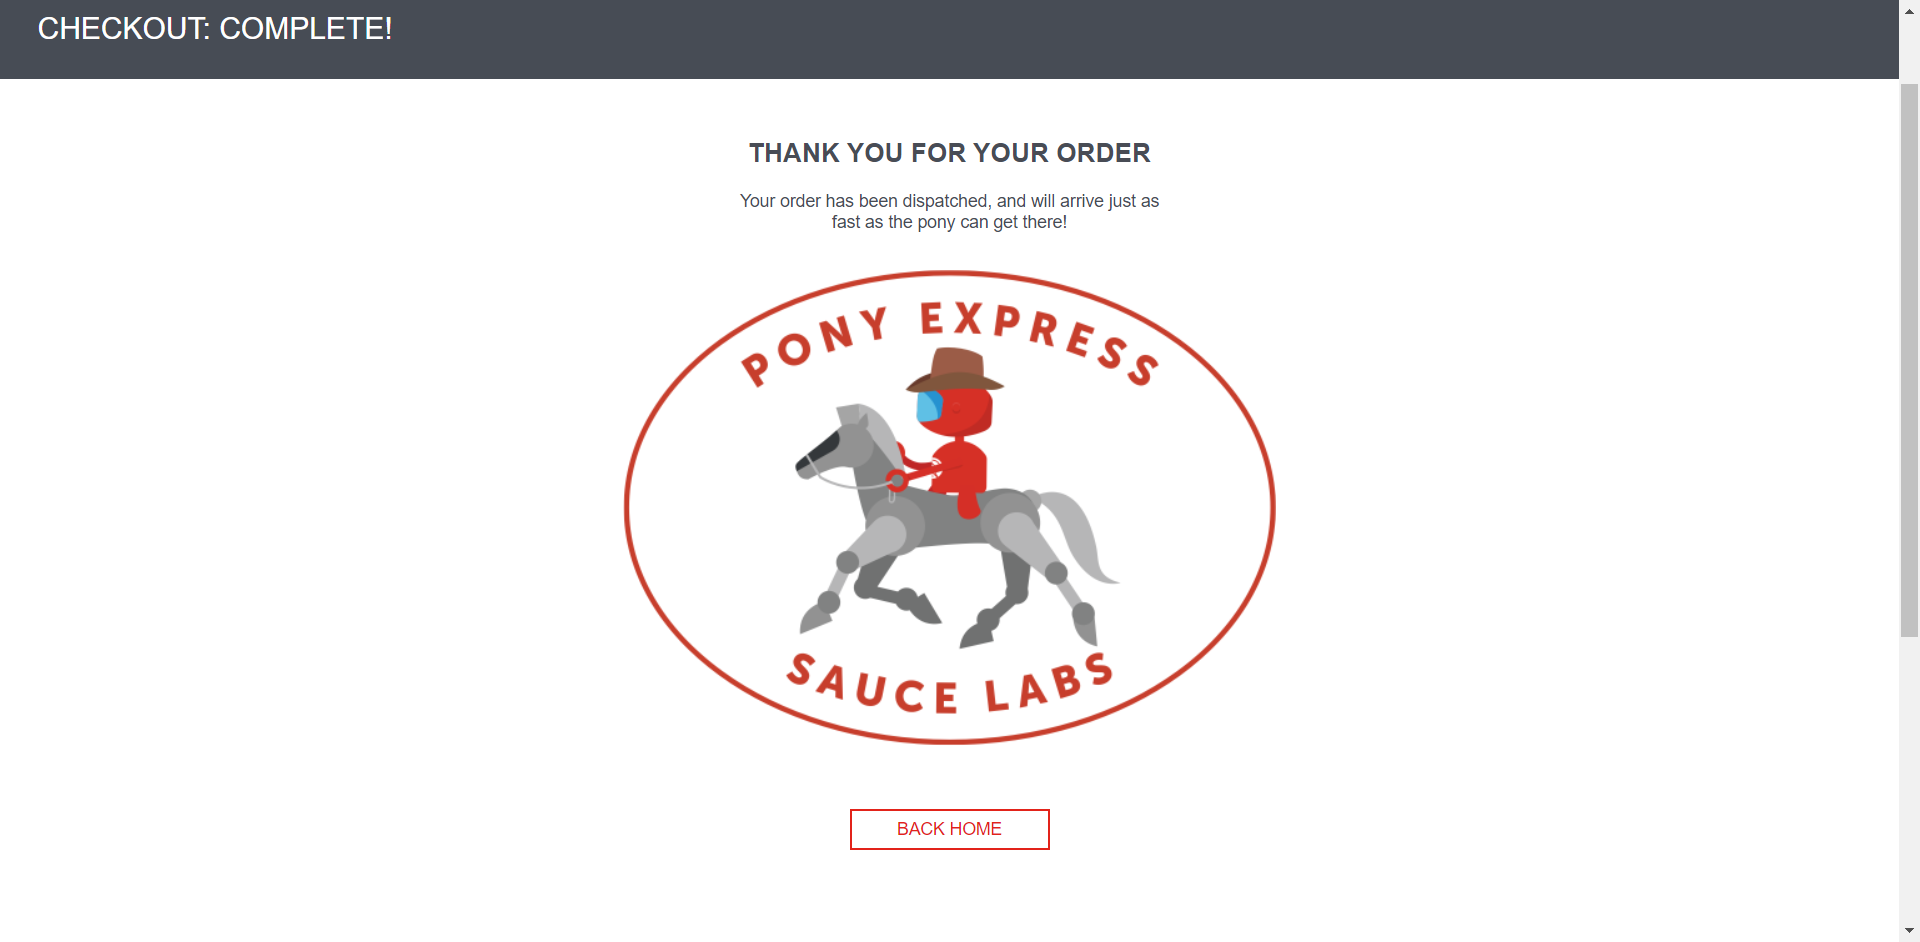 CHECKOUT: COMPLETE!
THANK YOU FOR YOUR ORDER
Your order has been dispatched, and will arrive just as
fast as the pony can get there!
PONY EXPRESS
SAUCE LABS
BACK HOME